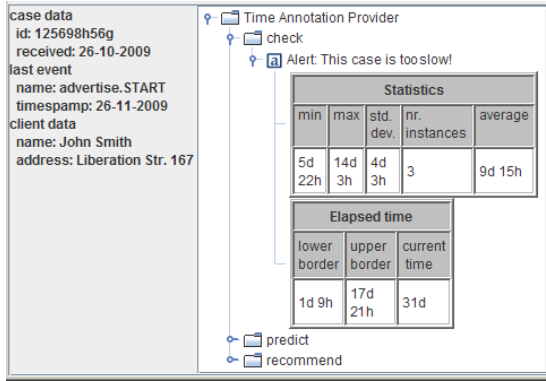 case data
id: 125698h56g
received: 26-10-2009
last event
name: advertise.START
timespamp: 26-11-2009
client data
name: John Smith
address: Liberation Str. 167
Time Annotation Provider
check
a Alert: This case is too slow!
Statistics
min max std. dev. nr. instances average
5d 22h 14d 3h 4d 3h 3 9d 15h
Elapsed time
lower border upper border current time
1d 9h 17d 21h 31d
predict
recommend